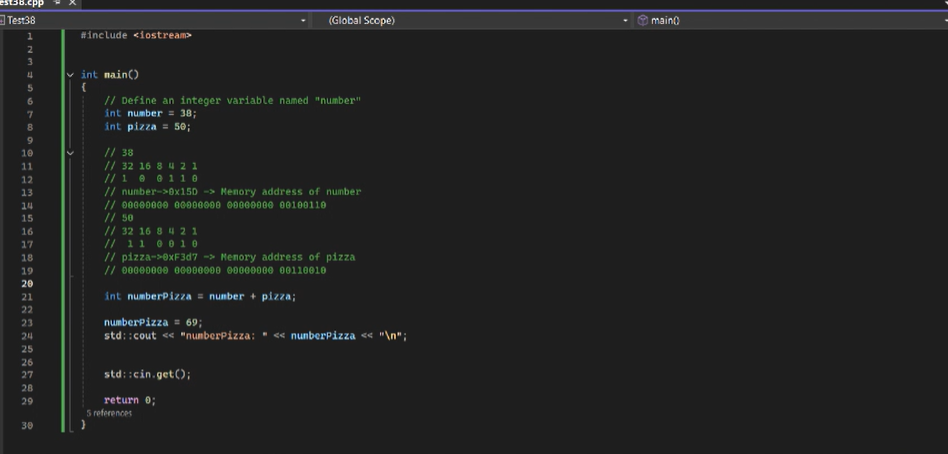 Test38.cpp
Test38 (Global Scope) main()
1 #include <iostream>
2
3
4 int main()
5 {
6 // Define an integer variable named "number"
7 int number = 38;
8 int pizza = 50;
9
10 // 38
11 // 32 16 8 4 2 1
12 // 1 0 0 1 1 0
13 // number->0x15D -> Memory address of number
14 // 00000000 00000000 00000000 00100110
15 // 50
16 // 32 16 8 4 2 1
17 // 1 1 0 0 1 0
18 // pizza->0xF3d7 -> Memory address of pizza
19 // 00000000 00000000 00000000 00110010
20
21 int numberPizza = number + pizza;
22
23 numberPizza = 69;
24 std::cout << "numberPizza: " << numberPizza << "\n";
25
26
27 std::cin.get();
28
29 return 0;
5 references
30 }